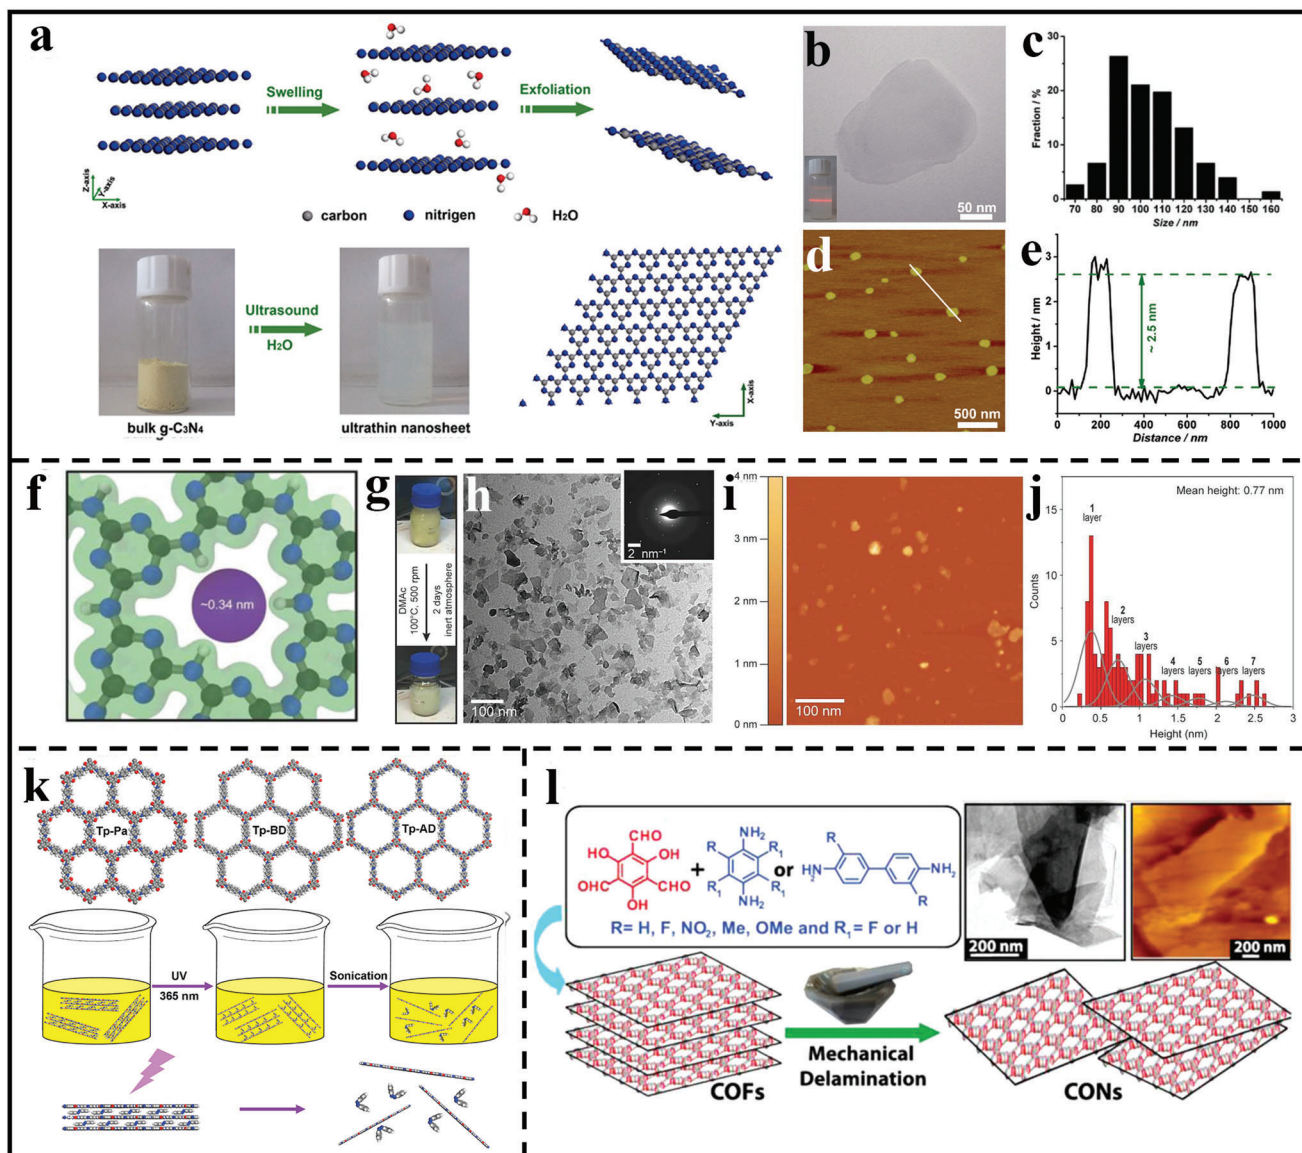 a
Swelling
Exfoliation
Z-axis
Y-axis
X-axis
carbon
nitrigen
H₂O
Ultrasound
H₂O
bulk g-C₃N₄
ultrathin nanosheet
X-axis
Y-axis
b
50 nm
c
Fraction / %
30
20
10
0
70 80 90 100 110 120 130 140 150 160
Size / nm
d
500 nm
e
Height / nm
3
2
1
0
~ 2.5 nm
0 200 400 600 800 1000
Distance / nm
f
~0.34 nm
g
DMAc
100°C, 500 rpm
2 days
inert atmosphere
h
2 nm⁻¹
100 nm
i
4 nm
3 nm
2 nm
1 nm
0 nm
100 nm
j
Mean height: 0.77 nm
1
layer
2
layers
3
layers
4
layers
5
layers
6
layers
7
layers
Counts
15
10
5
0
0 0.5 1 1.5 2 2.5 3
Height (nm)
k
Tp-Pa
Tp-BD
Tp-AD
UV
365 nm
Sonication
l
CHO
HO
OH
OHC
CHO
OH
+
NH₂
R
R₁
R₁
R
NH₂
or
R
H₂N
NH₂
R
R= H, F, NO₂, Me, OMe and R₁= F or H
200 nm
200 nm
COFs
Mechanical
Delamination
CONs